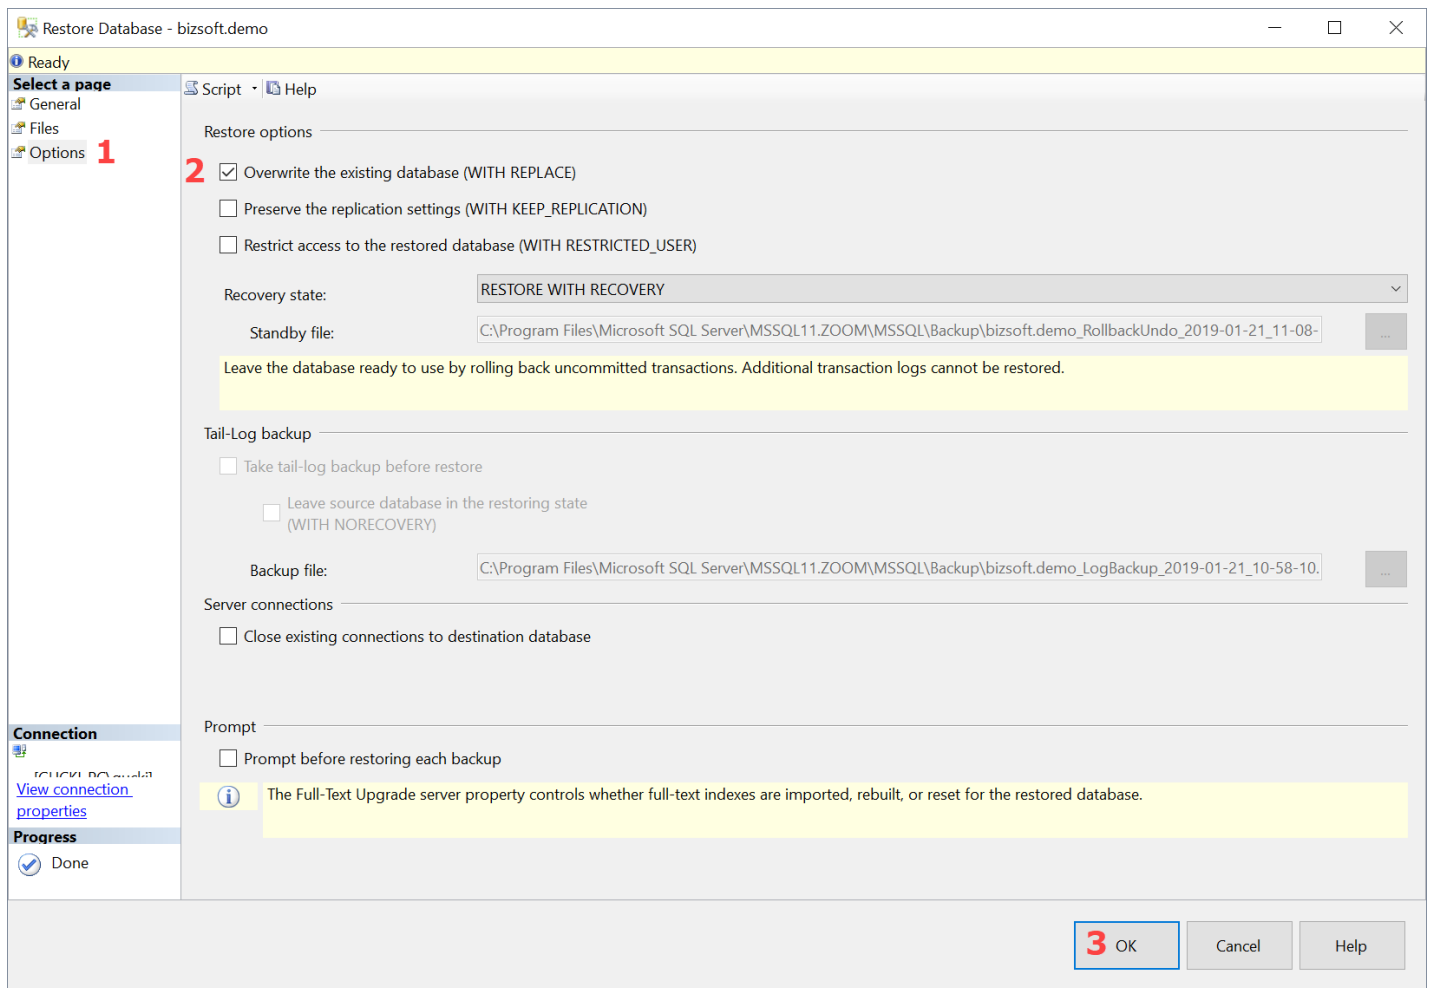 Restore Database - bizsoft.demo
Ready
Select a page
General
Files
Options 1
Script Help
Restore options
2 Overwrite the existing database (WITH REPLACE)
Preserve the replication settings (WITH KEEP_REPLICATION)
Restrict access to the restored database (WITH RESTRICTED_USER)
Recovery state: RESTORE WITH RECOVERY
Standby file: C:\Program Files\Microsoft SQL Server\MSSQL11.ZOOM\MSSQL\Backup\bizsoft.demo_RollbackUndo_2019-01-21_11-08-
...
Leave the database ready to use by rolling back uncommitted transactions. Additional transaction logs cannot be restored.
Tail-Log backup
Take tail-log backup before restore
Leave source database in the restoring state
(WITH NORECOVERY)
Backup file: C:\Program Files\Microsoft SQL Server\MSSQL11.ZOOM\MSSQL\Backup\bizsoft.demo_LogBackup_2019-01-21_10-58-10.
...
Server connections
Close existing connections to destination database
Prompt
Prompt before restoring each backup
The Full-Text Upgrade server property controls whether full-text indexes are imported, rebuilt, or reset for the restored database.
Connection
View connection
properties
Progress
Done
3 OK
Cancel
Help